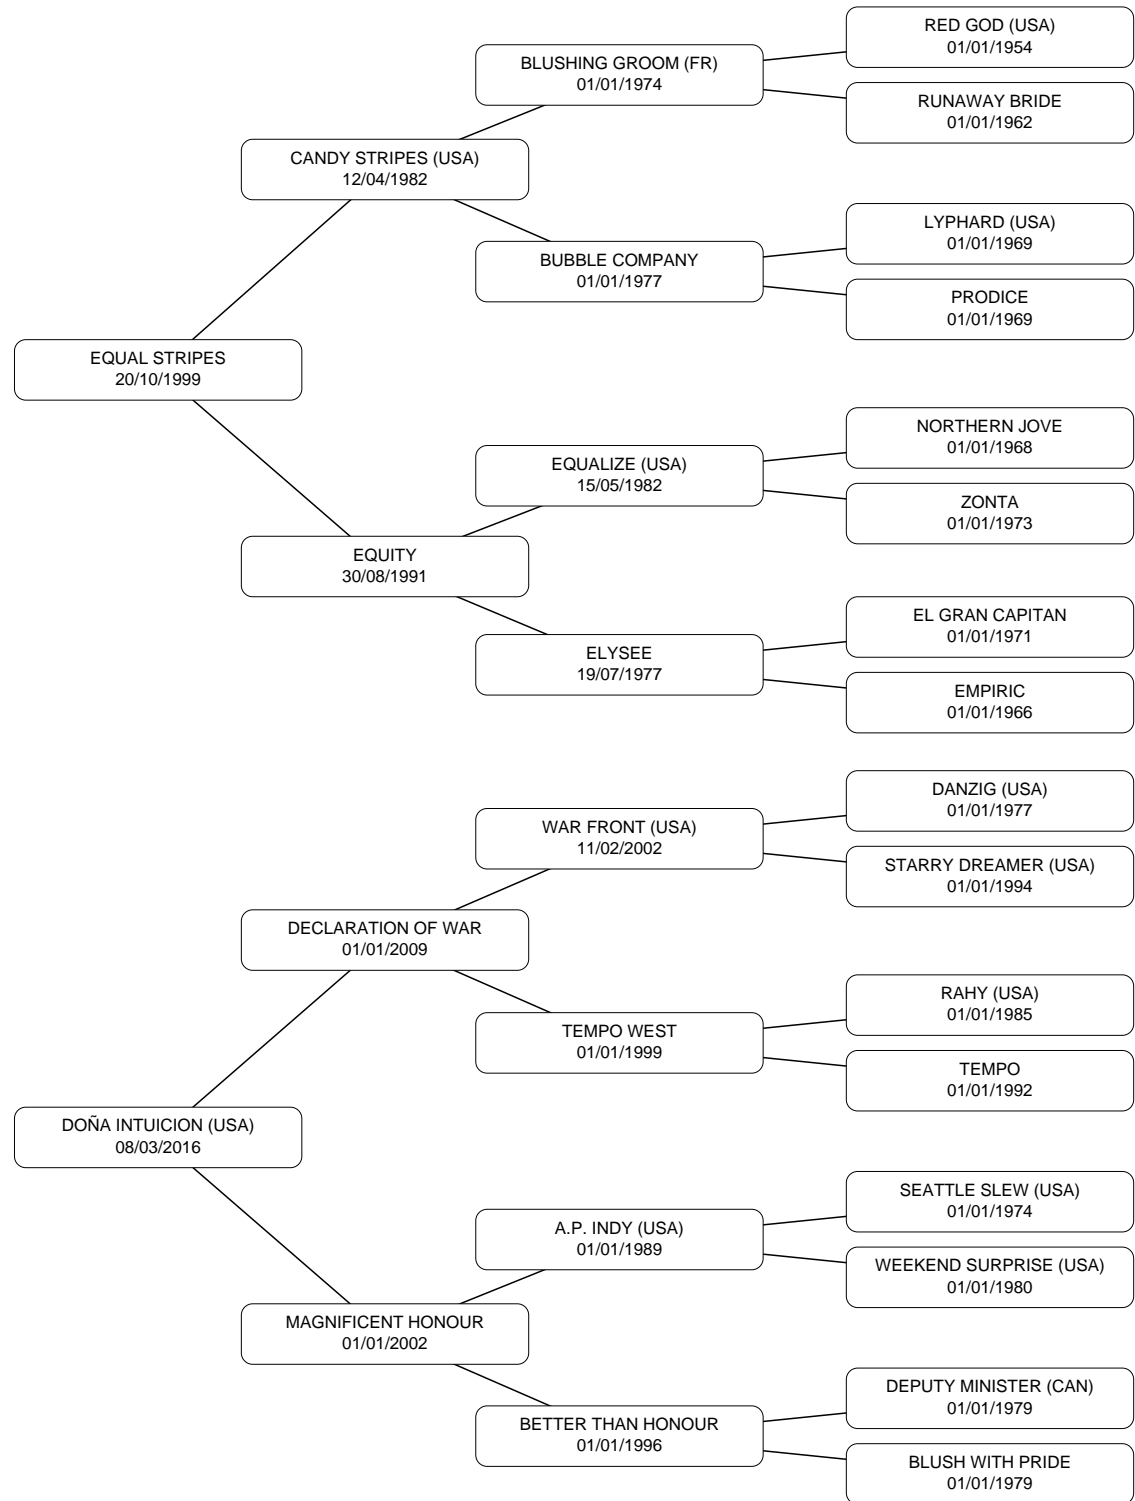 RED GOD (USA)
01/01/1954
BLUSHING GROOM (FR)
01/01/1974
RUNAWAY BRIDE
01/01/1962
CANDY STRIPES (USA)
12/04/1982
LYPHARD (USA)
01/01/1969
BUBBLE COMPANY
01/01/1977
PRODICE
01/01/1969
EQUAL STRIPES
20/10/1999
NORTHERN JOVE
01/01/1968
EQUALIZE (USA)
15/05/1982
ZONTA
01/01/1973
EQUITY
30/08/1991
EL GRAN CAPITAN
01/01/1971
ELYSEE
19/07/1977
EMPIRIC
01/01/1966
DANZIG (USA)
01/01/1977
WAR FRONT (USA)
11/02/2002
STARRY DREAMER (USA)
01/01/1994
DECLARATION OF WAR
01/01/2009
RAHY (USA)
01/01/1985
TEMPO WEST
01/01/1999
TEMPO
01/01/1992
DOÑA INTUICION (USA)
08/03/2016
SEATTLE SLEW (USA)
01/01/1974
A.P. INDY (USA)
01/01/1989
WEEKEND SURPRISE (USA)
01/01/1980
MAGNIFICENT HONOUR
01/01/2002
DEPUTY MINISTER (CAN)
01/01/1979
BETTER THAN HONOUR
01/01/1996
BLUSH WITH PRIDE
01/01/1979